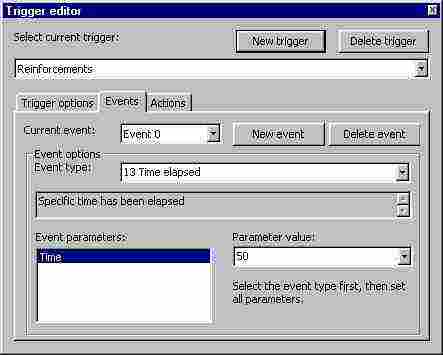 Trigger editor
Select current trigger:
New trigger
Delete trigger
Reinforcements
Trigger options Events Actions
Current event: Event 0 New event Delete event
Event options
Event type: 13 Time elapsed
Specific time has been elapsed
Event parameters: Parameter value:
Time 50
Select the event type first, then set
all parameters.